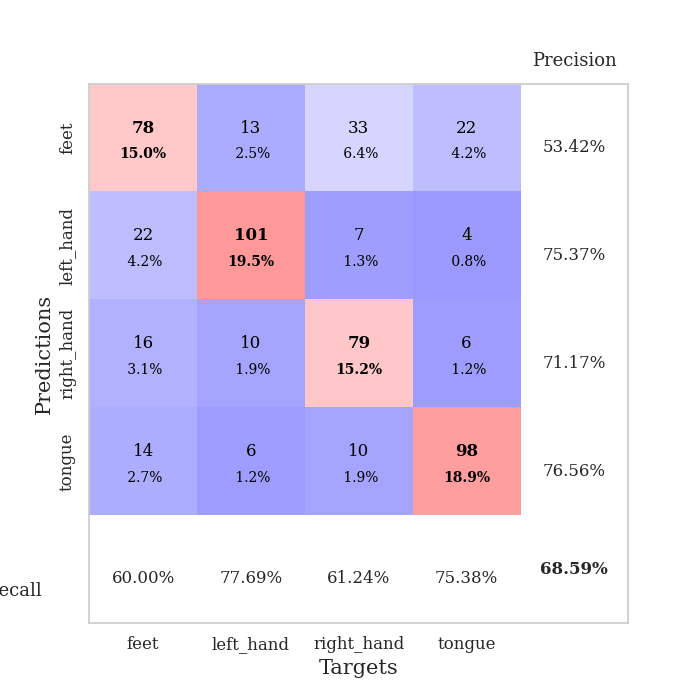 Precision
feet
78 13 33 22 53.42%
15.0% 2.5% 6.4% 4.2%
left_hand
22 101 7 4 75.37%
4.2% 19.5% 1.3% 0.8%
Predictions
right_hand
16 10 79 6 71.17%
3.1% 1.9% 15.2% 1.2%
tongue
14 6 10 98 76.56%
2.7% 1.2% 1.9% 18.9%
ecall 60.00% 77.69% 61.24% 75.38% 68.59%
feet left_hand right_hand tongue
Targets